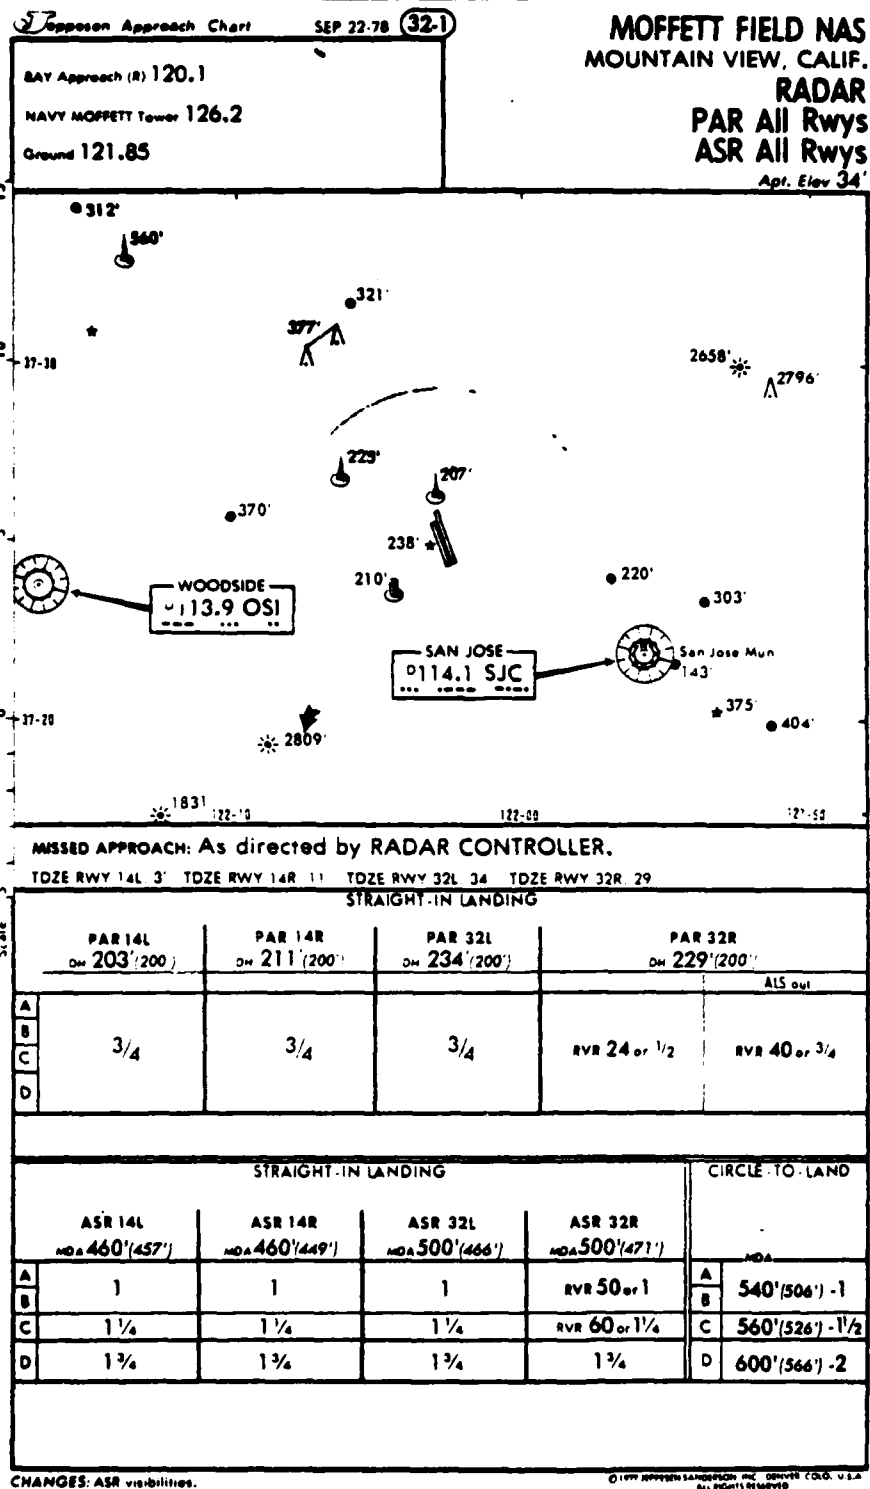 Jeppesen Approach Chart SEP 22-78 32-1
MOFFETT FIELD NAS
MOUNTAIN VIEW, CALIF.
RADAR
PAR All Rwys
ASR All Rwys
Apt. Elev 34'
BAY Approach (R) 120.1
NAVY MOFFETT Tower 126.2
Ground 121.85
312'
560'
321'
377'
37-30
2658'
2796'
225'
207'
370'
238'
210'
220'
303'
WOODSIDE
113.9 OSI
SAN JOSE
D114.1 SJC
San Jose Mun
143'
375'
404'
37-20
2809'
1831
122-10
122-00
121-50
MISSED APPROACH: As directed by RADAR CONTROLLER.
TDZE RWY 14L 3' TDZE RWY 14R 11 TDZE RWY 32L 34 TDZE RWY 32R 29
Scale
STRAIGHT-IN LANDING
PAR 14L PAR 14R PAR 32L PAR 32R
DH 203'(200') DH 211'(200') DH 234'(200') DH 229'(200')
ALS out
A
B
C
D
3/4 3/4 3/4 RVR 24 or 1/2 RVR 40 or 3/4
STRAIGHT-IN LANDING CIRCLE-TO-LAND
ASR 14L ASR 14R ASR 32L ASR 32R
MDA 460'(457') MDA 460'(449') MDA 500'(466') MDA 500'(471') MDA
A
B
1 1 1 RVR 50 or 1 A B 540'(506') -1
C 1 1/4 1 1/4 1 1/4 RVR 60 or 1 1/4 C 560'(526') -1 1/2
D 1 3/4 1 3/4 1 3/4 1 3/4 D 600'(566') -2
CHANGES: ASR visibilities.
JEPPESEN SANDERSON INC. DENVER COLO. U.S.A.
ALL RIGHTS RESERVED